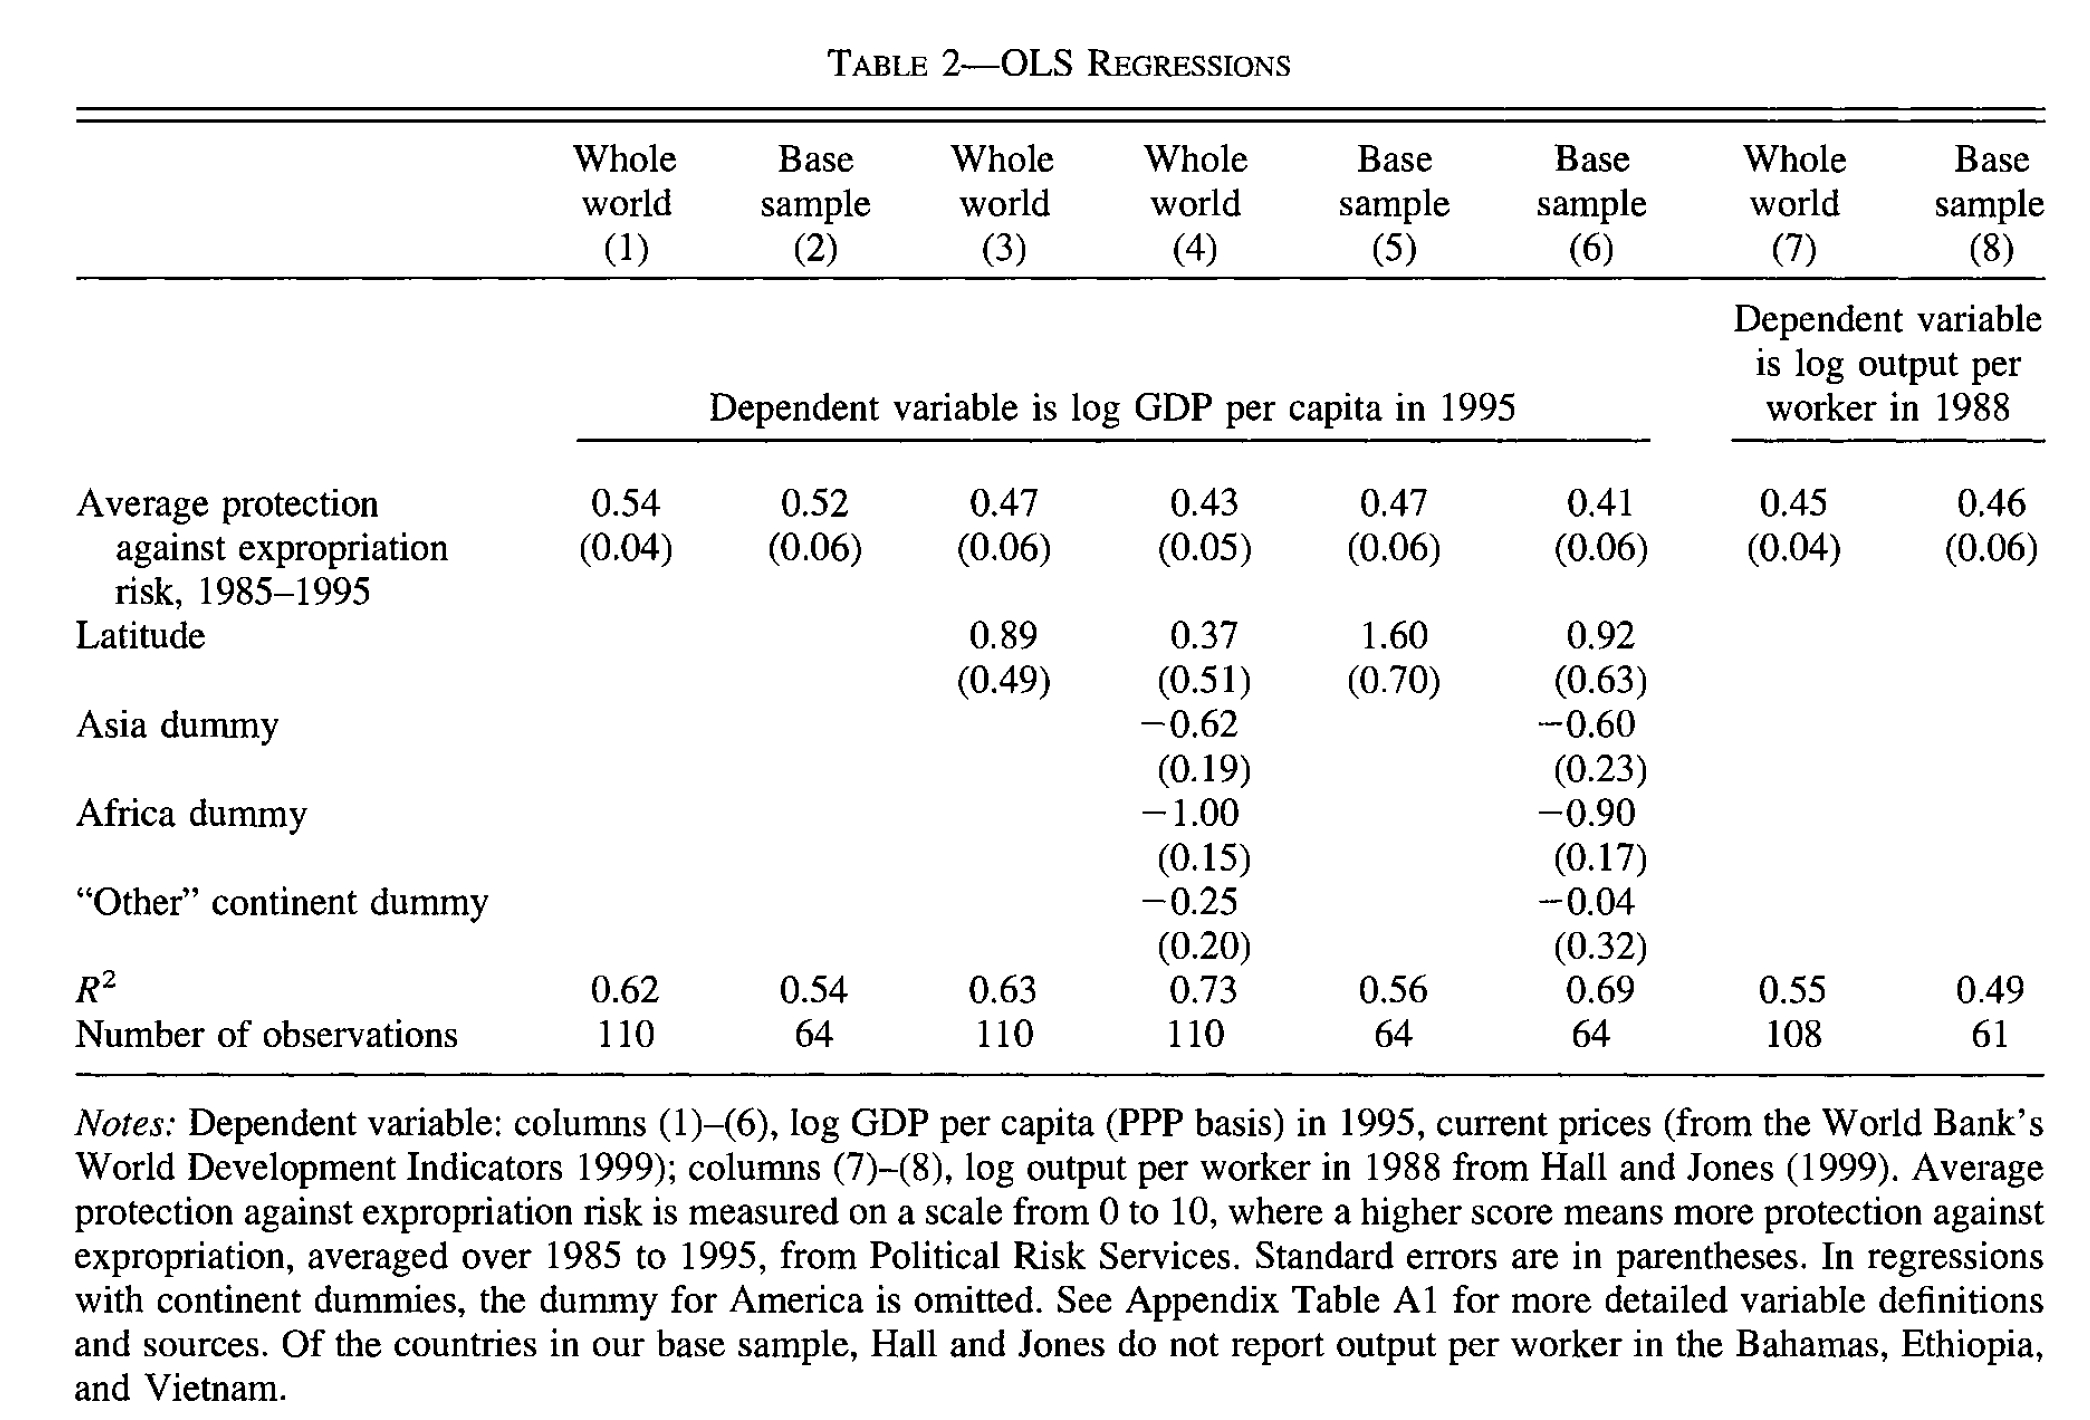 TABLE 2—OLS REGRESSIONS
Whole Base Whole Whole Base Base Whole Base
world sample world world sample sample world sample
(1) (2) (3) (4) (5) (6) (7) (8)
Dependent variable
is log output per
Dependent variable is log GDP per capita in 1995 worker in 1988
Average protection 0.54 0.52 0.47 0.43 0.47 0.41 0.45 0.46
against expropriation (0.04) (0.06) (0.06) (0.05) (0.06) (0.06) (0.04) (0.06)
risk, 1985–1995
Latitude 0.89 0.37 1.60 0.92
(0.49) (0.51) (0.70) (0.63)
Asia dummy −0.62 −0.60
(0.19) (0.23)
Africa dummy −1.00 −0.90
(0.15) (0.17)
“Other” continent dummy −0.25 −0.04
(0.20) (0.32)
R² 0.62 0.54 0.63 0.73 0.56 0.69 0.55 0.49
Number of observations 110 64 110 110 64 64 108 61
Notes: Dependent variable: columns (1)–(6), log GDP per capita (PPP basis) in 1995, current prices (from the World Bank’s
World Development Indicators 1999); columns (7)–(8), log output per worker in 1988 from Hall and Jones (1999). Average
protection against expropriation risk is measured on a scale from 0 to 10, where a higher score means more protection against
expropriation, averaged over 1985 to 1995, from Political Risk Services. Standard errors are in parentheses. In regressions
with continent dummies, the dummy for America is omitted. See Appendix Table A1 for more detailed variable definitions
and sources. Of the countries in our base sample, Hall and Jones do not report output per worker in the Bahamas, Ethiopia,
and Vietnam.